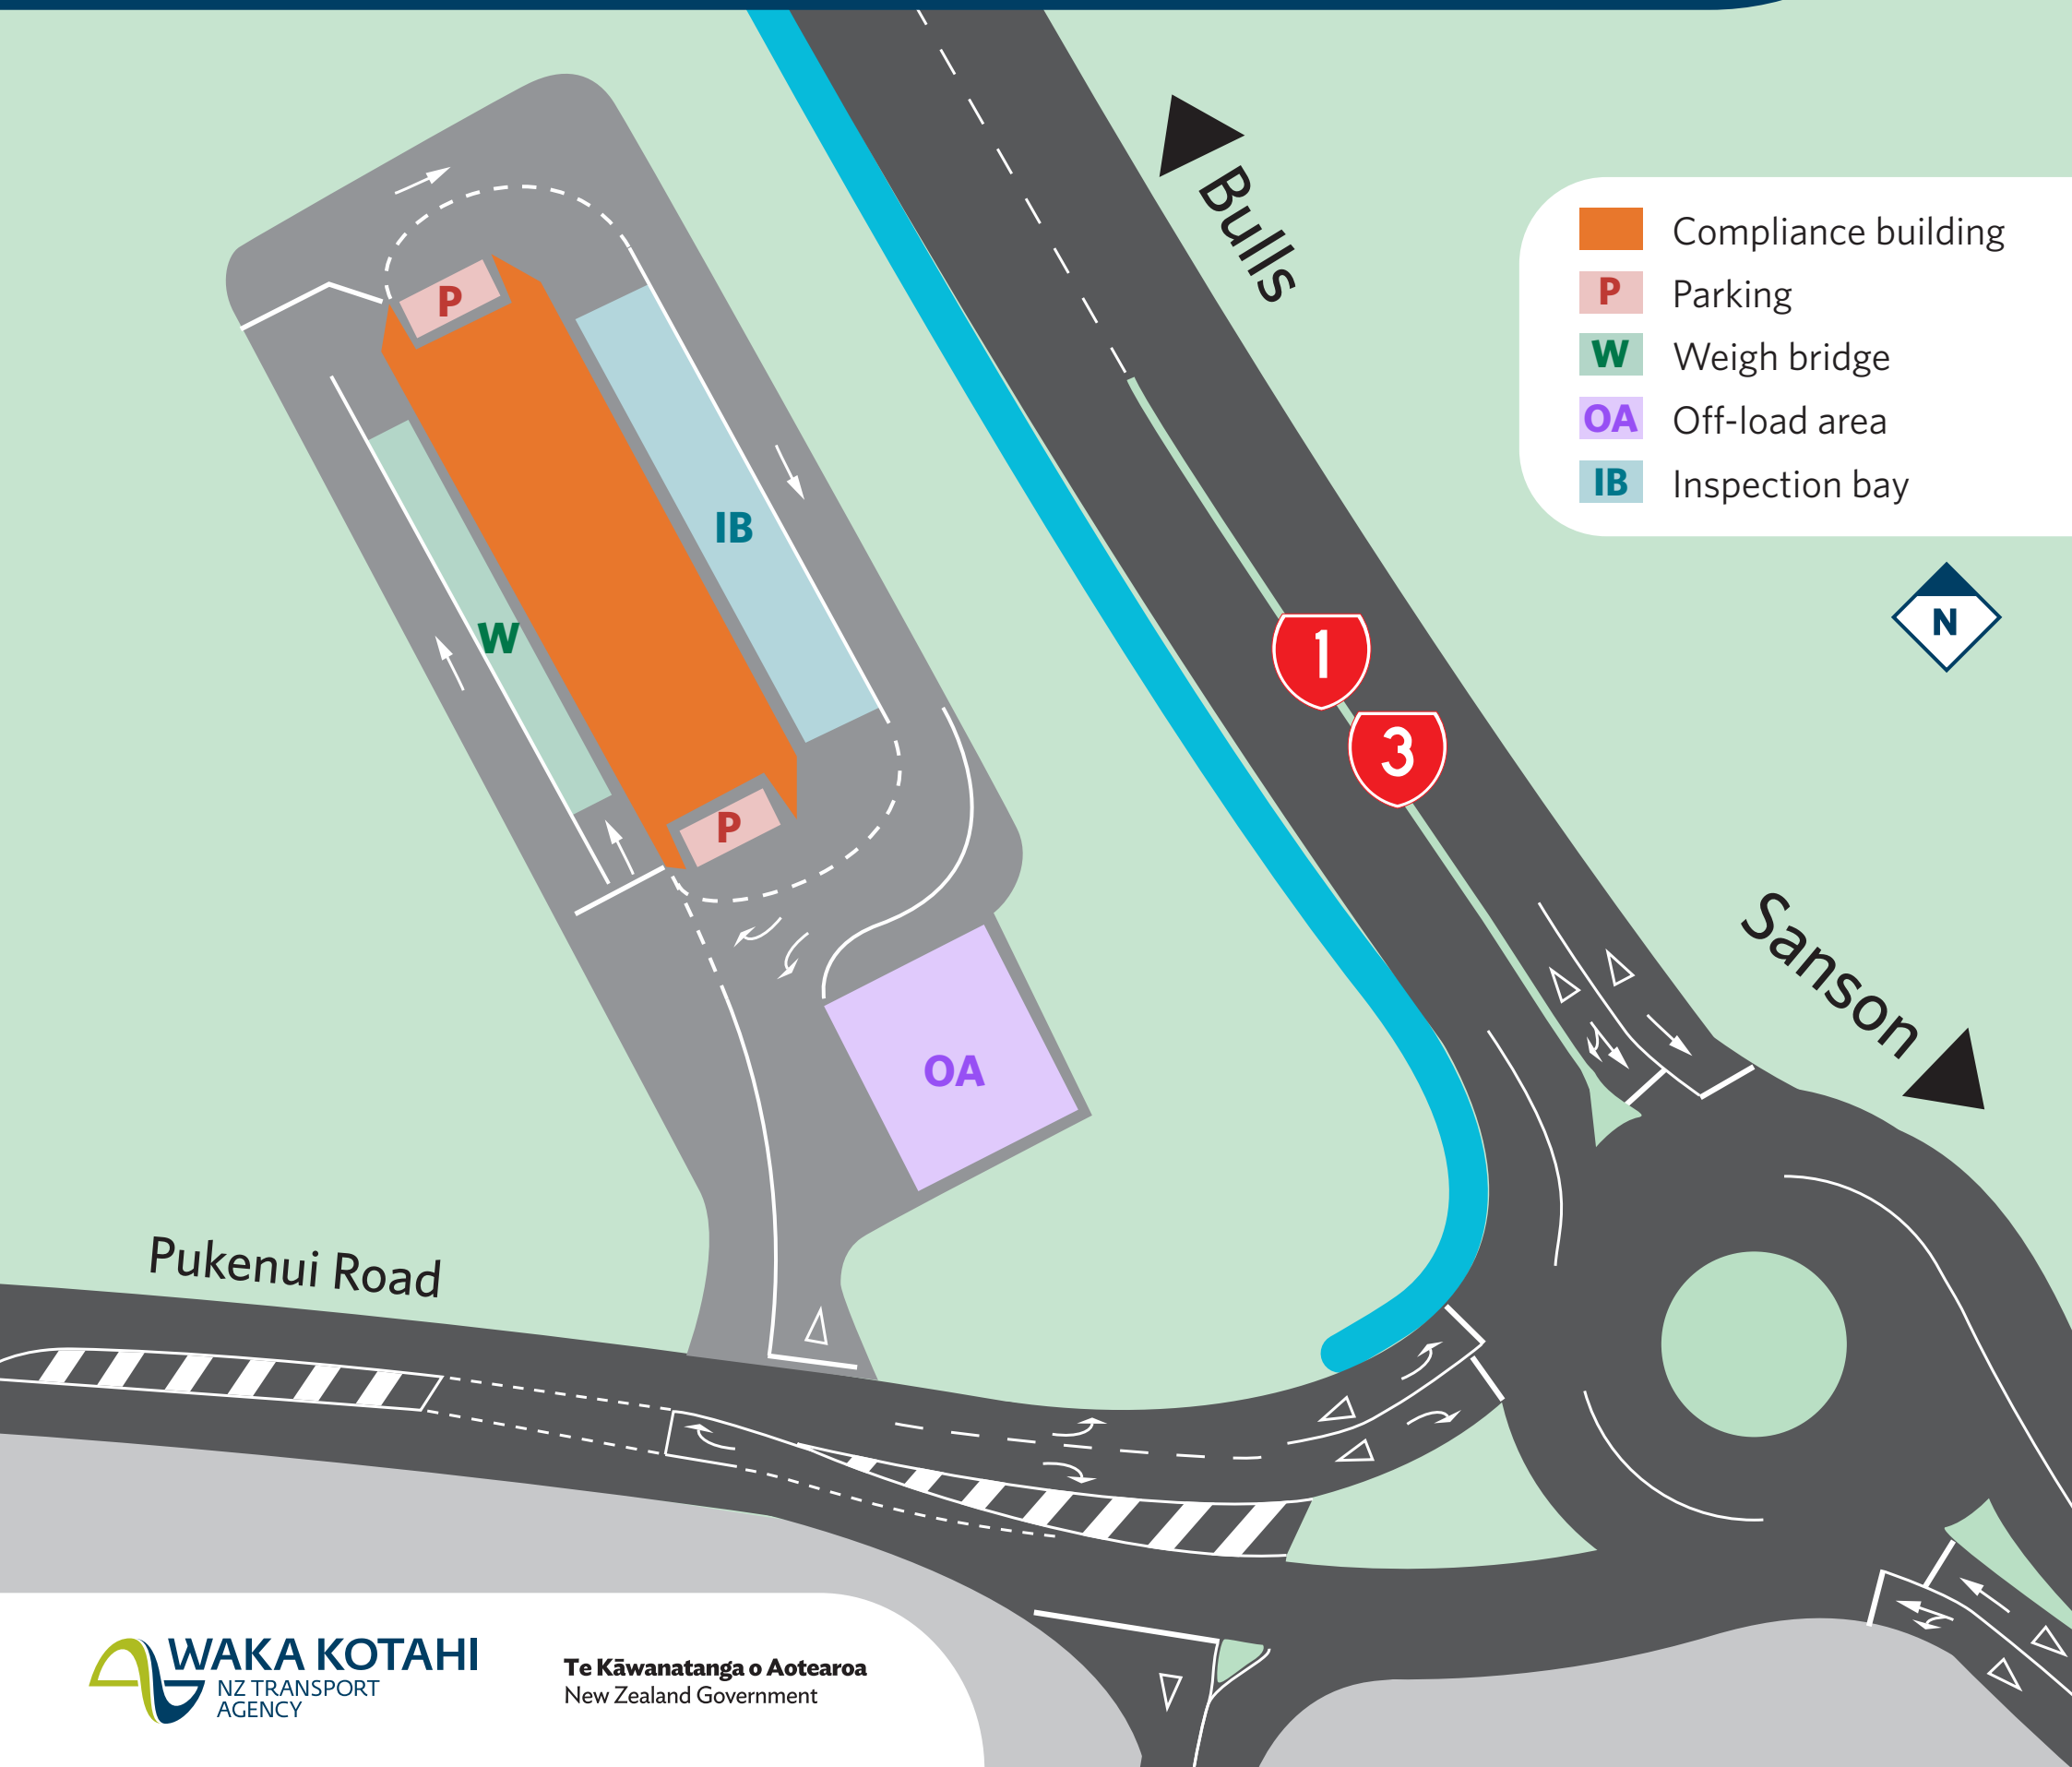 Bulls
Compliance building
P
Parking
W
Weigh bridge
OA
Off-load area
IB
Inspection bay
N
P
IB
W
1
3
P
Sanson
OA
Pukenui Road
WAKA KOTAHI
NZ TRANSPORT
AGENCY
Te Kāwanatanga o Aotearoa
New Zealand Government